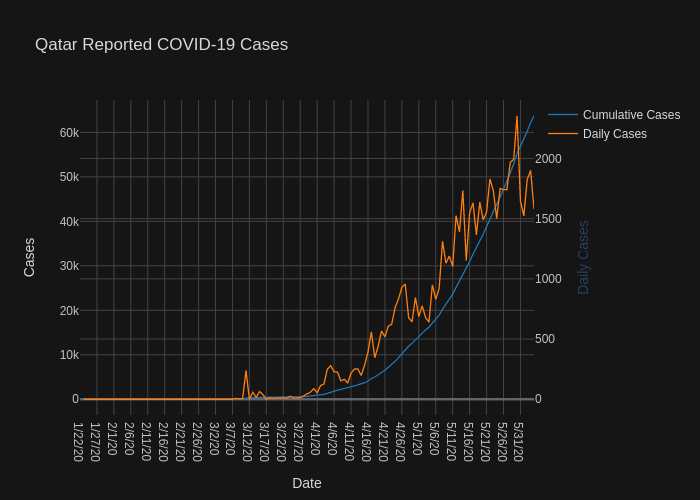 Qatar Reported COVID-19 Cases
Cumulative Cases
Daily Cases
60k
50k
40k
30k
20k
10k
0
Cases
2000
1500
1000
500
0
Daily Cases
1/22/20
1/27/20
2/1/20
2/6/20
2/11/20
2/16/20
2/21/20
2/26/20
3/2/20
3/7/20
3/12/20
3/17/20
3/22/20
3/27/20
4/1/20
4/6/20
4/11/20
4/16/20
4/21/20
4/26/20
5/1/20
5/6/20
5/11/20
5/16/20
5/21/20
5/26/20
5/31/20
Date